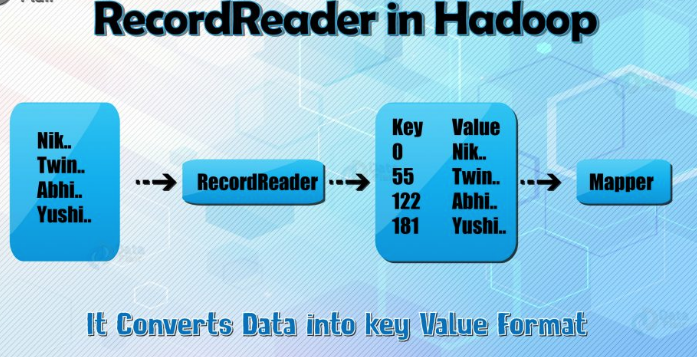 RecordReader in Hadoop
Nik..
Twin..
Abhi..
Yushi..
RecordReader
Key Value
0 Nik..
55 Twin..
122 Abhi..
181 Yushi..
Mapper
It Converts Data into key Value Format